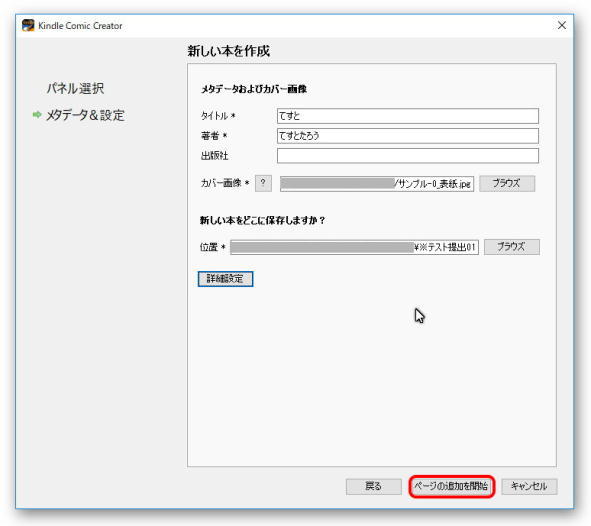 Kindle Comic Creator
新しい本を作成
パネル選択
メタデータ&設定
メタデータおよびカバー画像
タイトル * てすと
著者 * てすとたろう
出版社
カバー画像 * ? /サンプル-0_表紙.jpg ブラウズ
新しい本をどこに保存しますか?
位置 * ¥※テスト提出01 ブラウズ
詳細設定
戻る ページの追加を開始 キャンセル